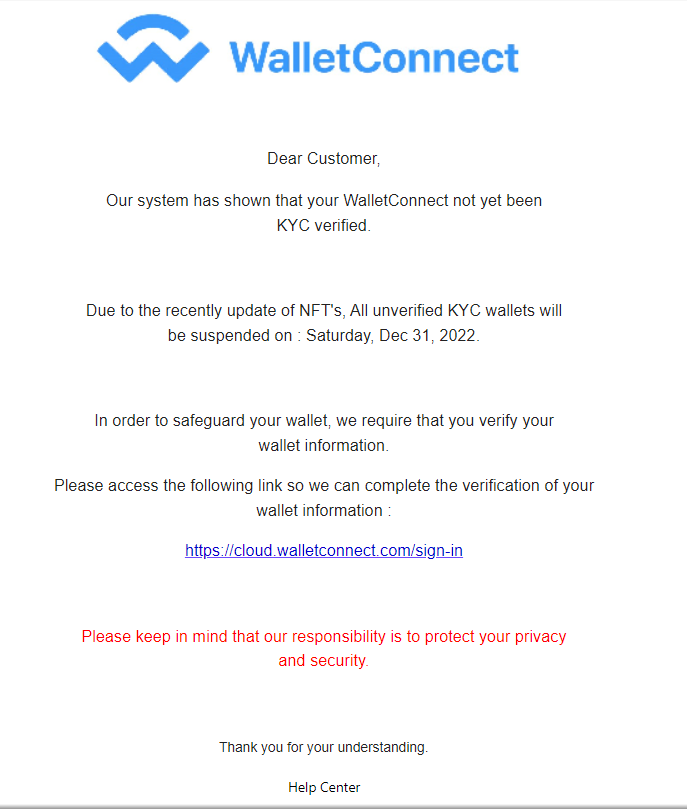 WalletConnect
Dear Customer,
Our system has shown that your WalletConnect not yet been
KYC verified.
Due to the recently update of NFT's, All unverified KYC wallets will
be suspended on : Saturday, Dec 31, 2022.
In order to safeguard your wallet, we require that you verify your
wallet information.
Please access the following link so we can complete the verification of your
wallet information :
https://cloud.walletconnect.com/sign-in
Please keep in mind that our responsibility is to protect your privacy
and security.
Thank you for your understanding.
Help Center